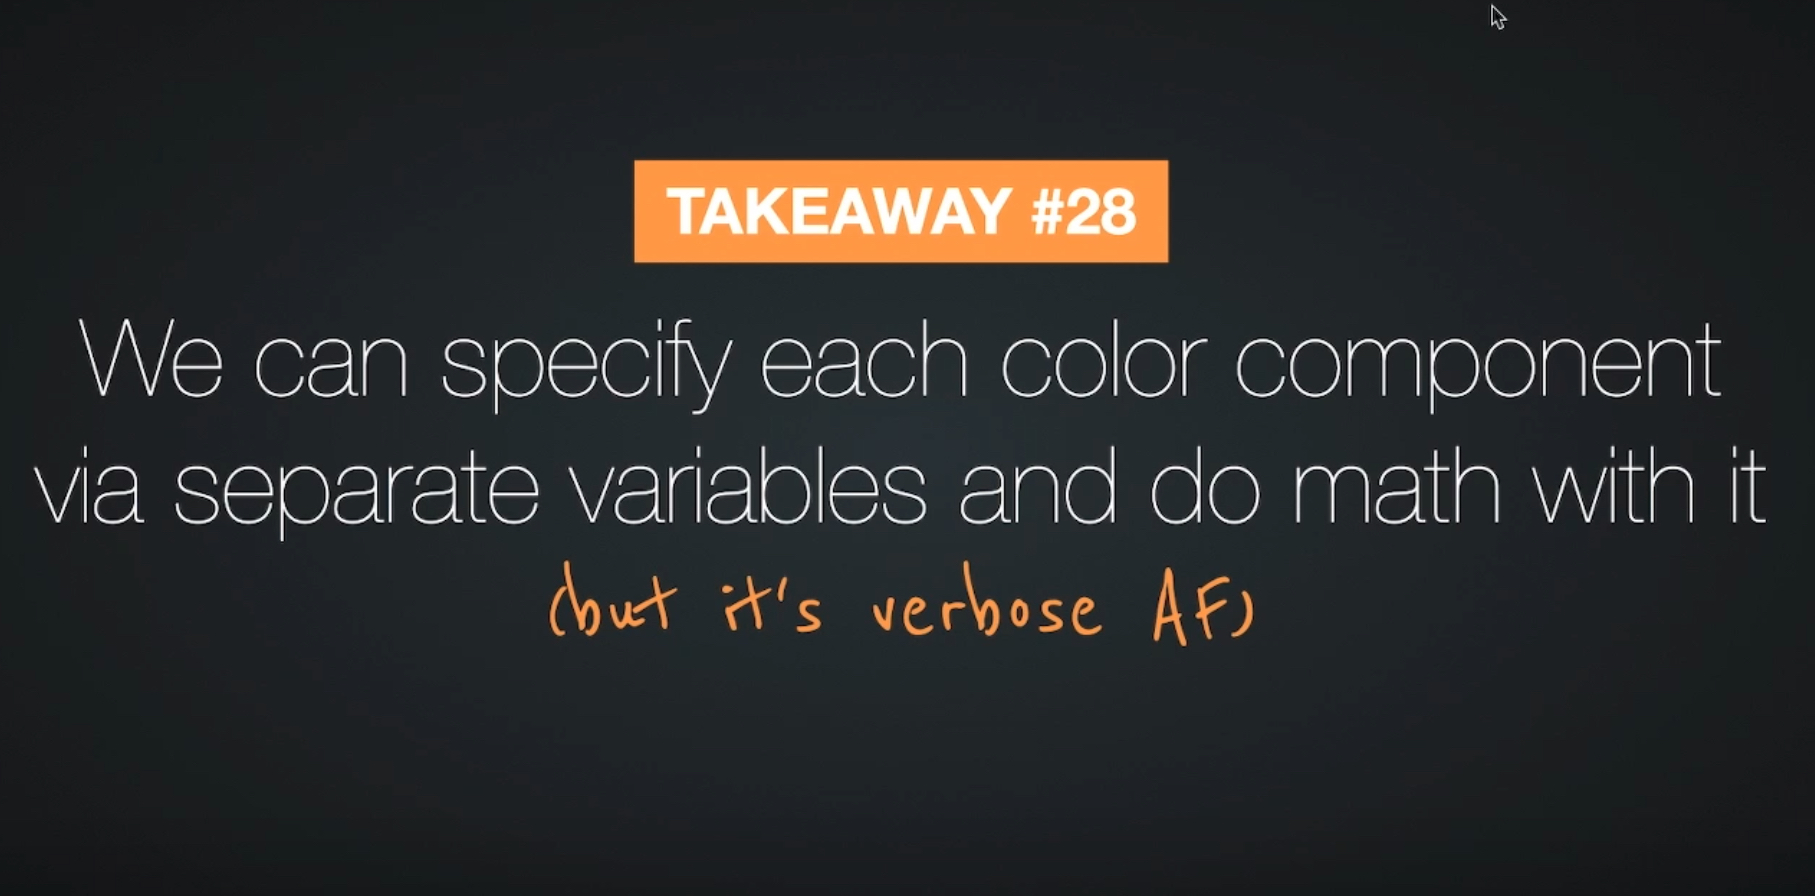 TAKEAWAY #28
We can specify each color component
via separate variables and do math with it
(but it's verbose AF)